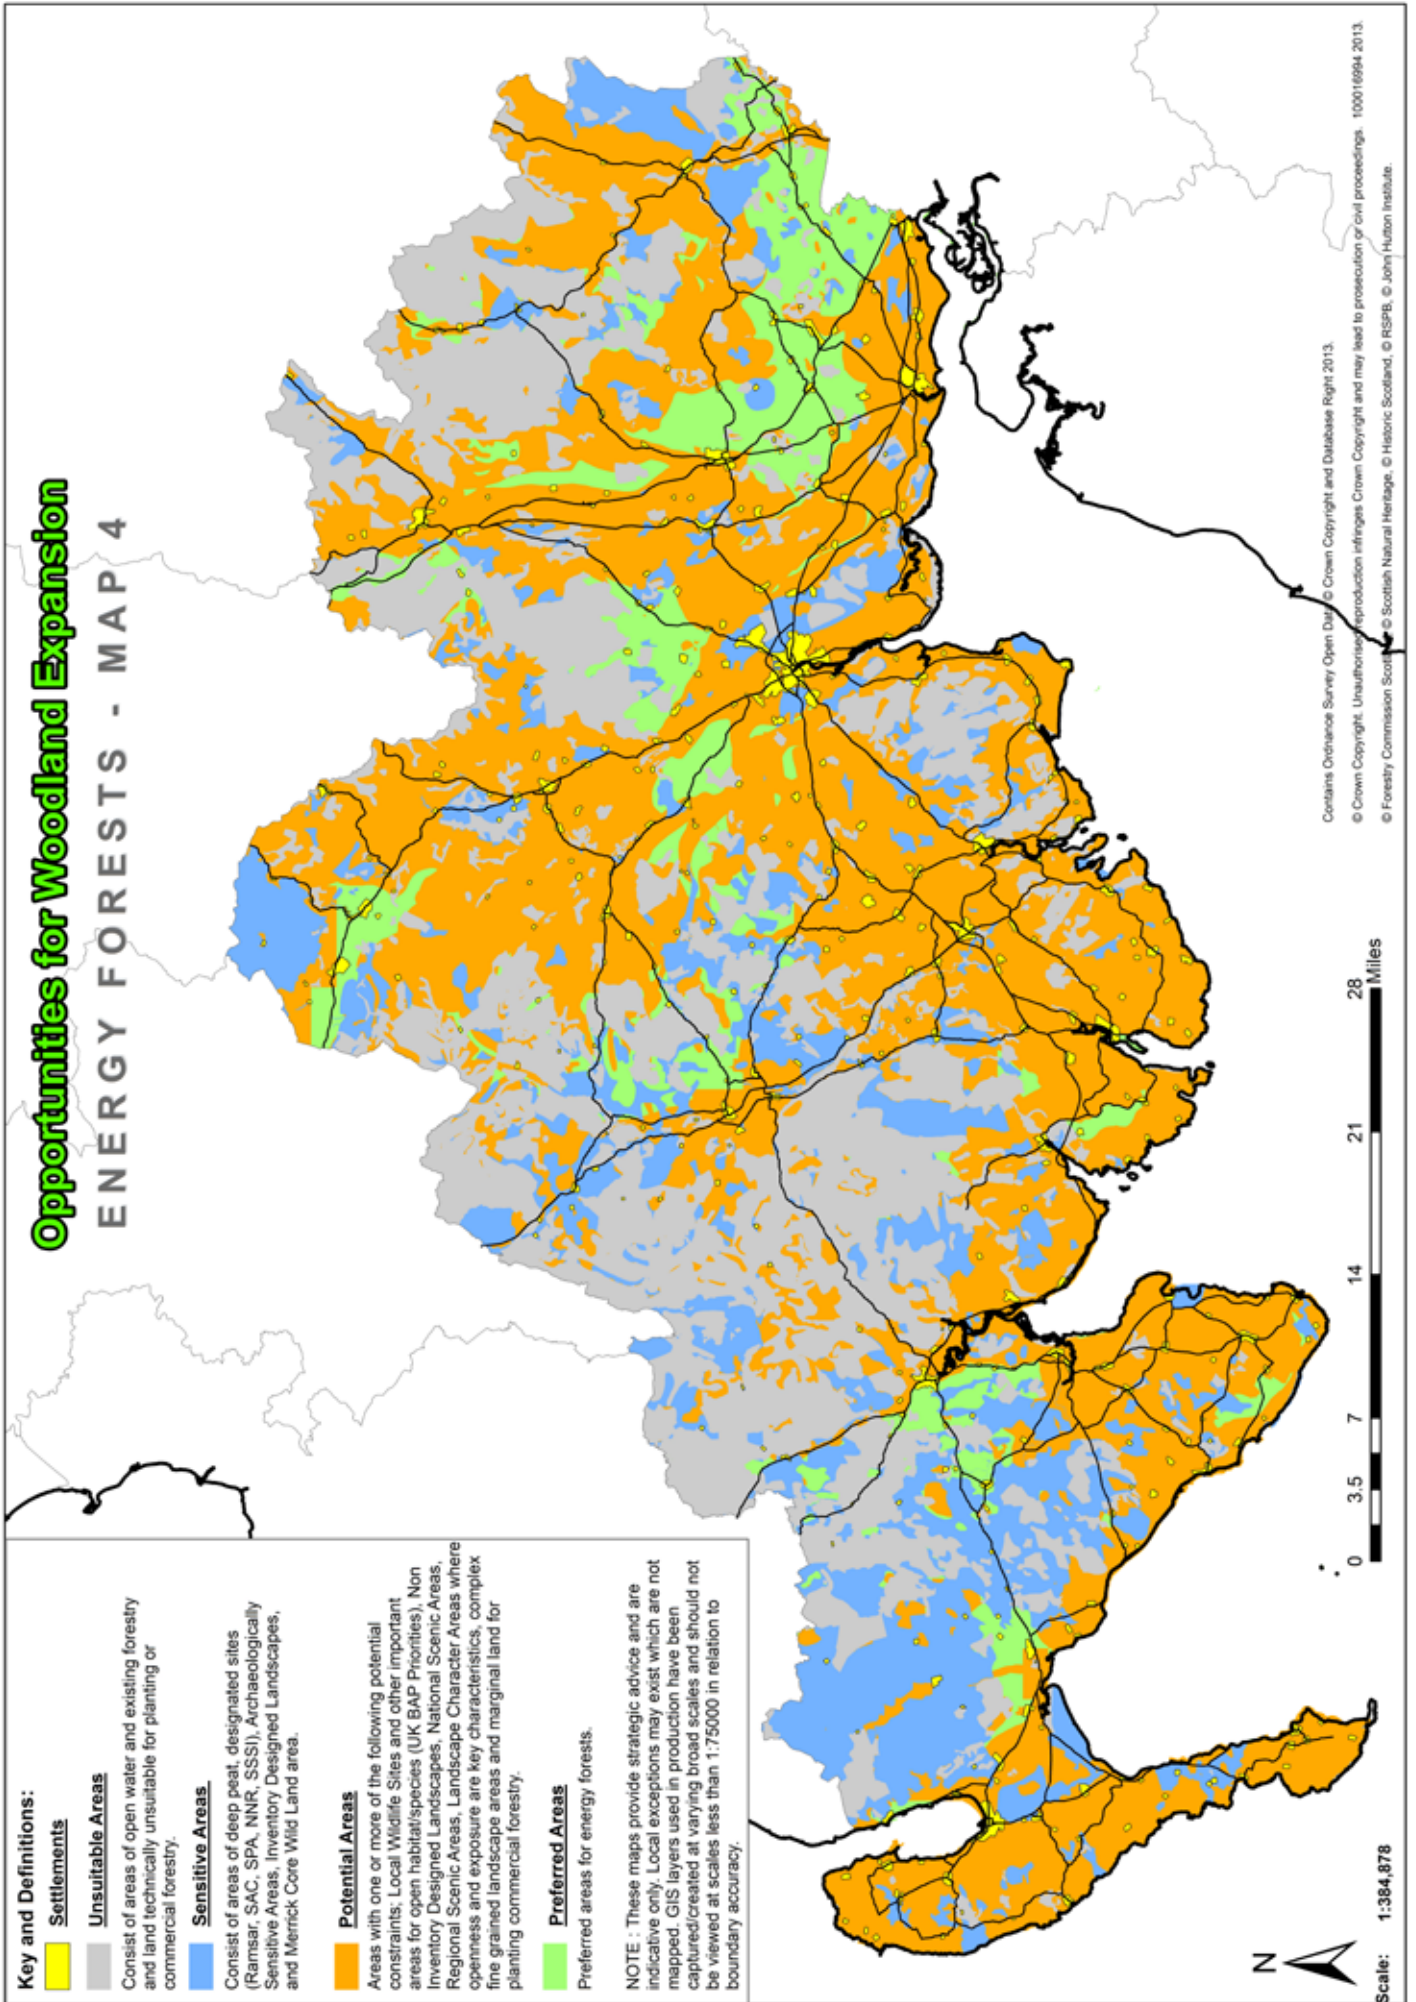 Opportunities for Woodland Expansion
ENERGY FORESTS - MAP 4
Key and Definitions:
Settlements
Unsuitable Areas
Consist of areas of open water and existing forestry
and land technically unsuitable for planting or
commercial forestry.
Sensitive Areas
Consist of areas of deep peat, designated sites
(Ramsar, SAC, SPA, NNR, SSSI), Archaeologically
Sensitive Areas, Inventory Designed Landscapes,
and Merrick Core Wild Land area.
Potential Areas
Areas with one or more of the following potential
constraints; Local Wildlife Sites and other important
areas for open habitat/species (UK BAP Priorities), Non
Inventory Designed Landscapes, National Scenic Areas,
Regional Scenic Areas, Landscape Character Areas where
openness and exposure are key characteristics, complex
fine grained landscape areas and marginal land for
planting commercial forestry.
Preferred Areas
Preferred areas for energy forests.
NOTE : These maps provide strategic advice and are
indicative only. Local exceptions may exist which are not
mapped. GIS layers used in production have been
captured/created at varying broad scales and should not
be viewed at scales less than 1:75000 in relation to
boundary accuracy.
N
Scale: 1:384,878
0 3.5 7 14 21 28
Miles
Contains Ordnance Survey Open Data © Crown Copyright and Database Right 2013.
© Crown Copyright. Unauthorised reproduction infringes Crown Copyright and may lead to prosecution or civil proceedings. 100016994 2013.
© Forestry Commission Scotland, © Scottish Natural Heritage, © Historic Scotland, © RSPB, © John Hutton Institute.